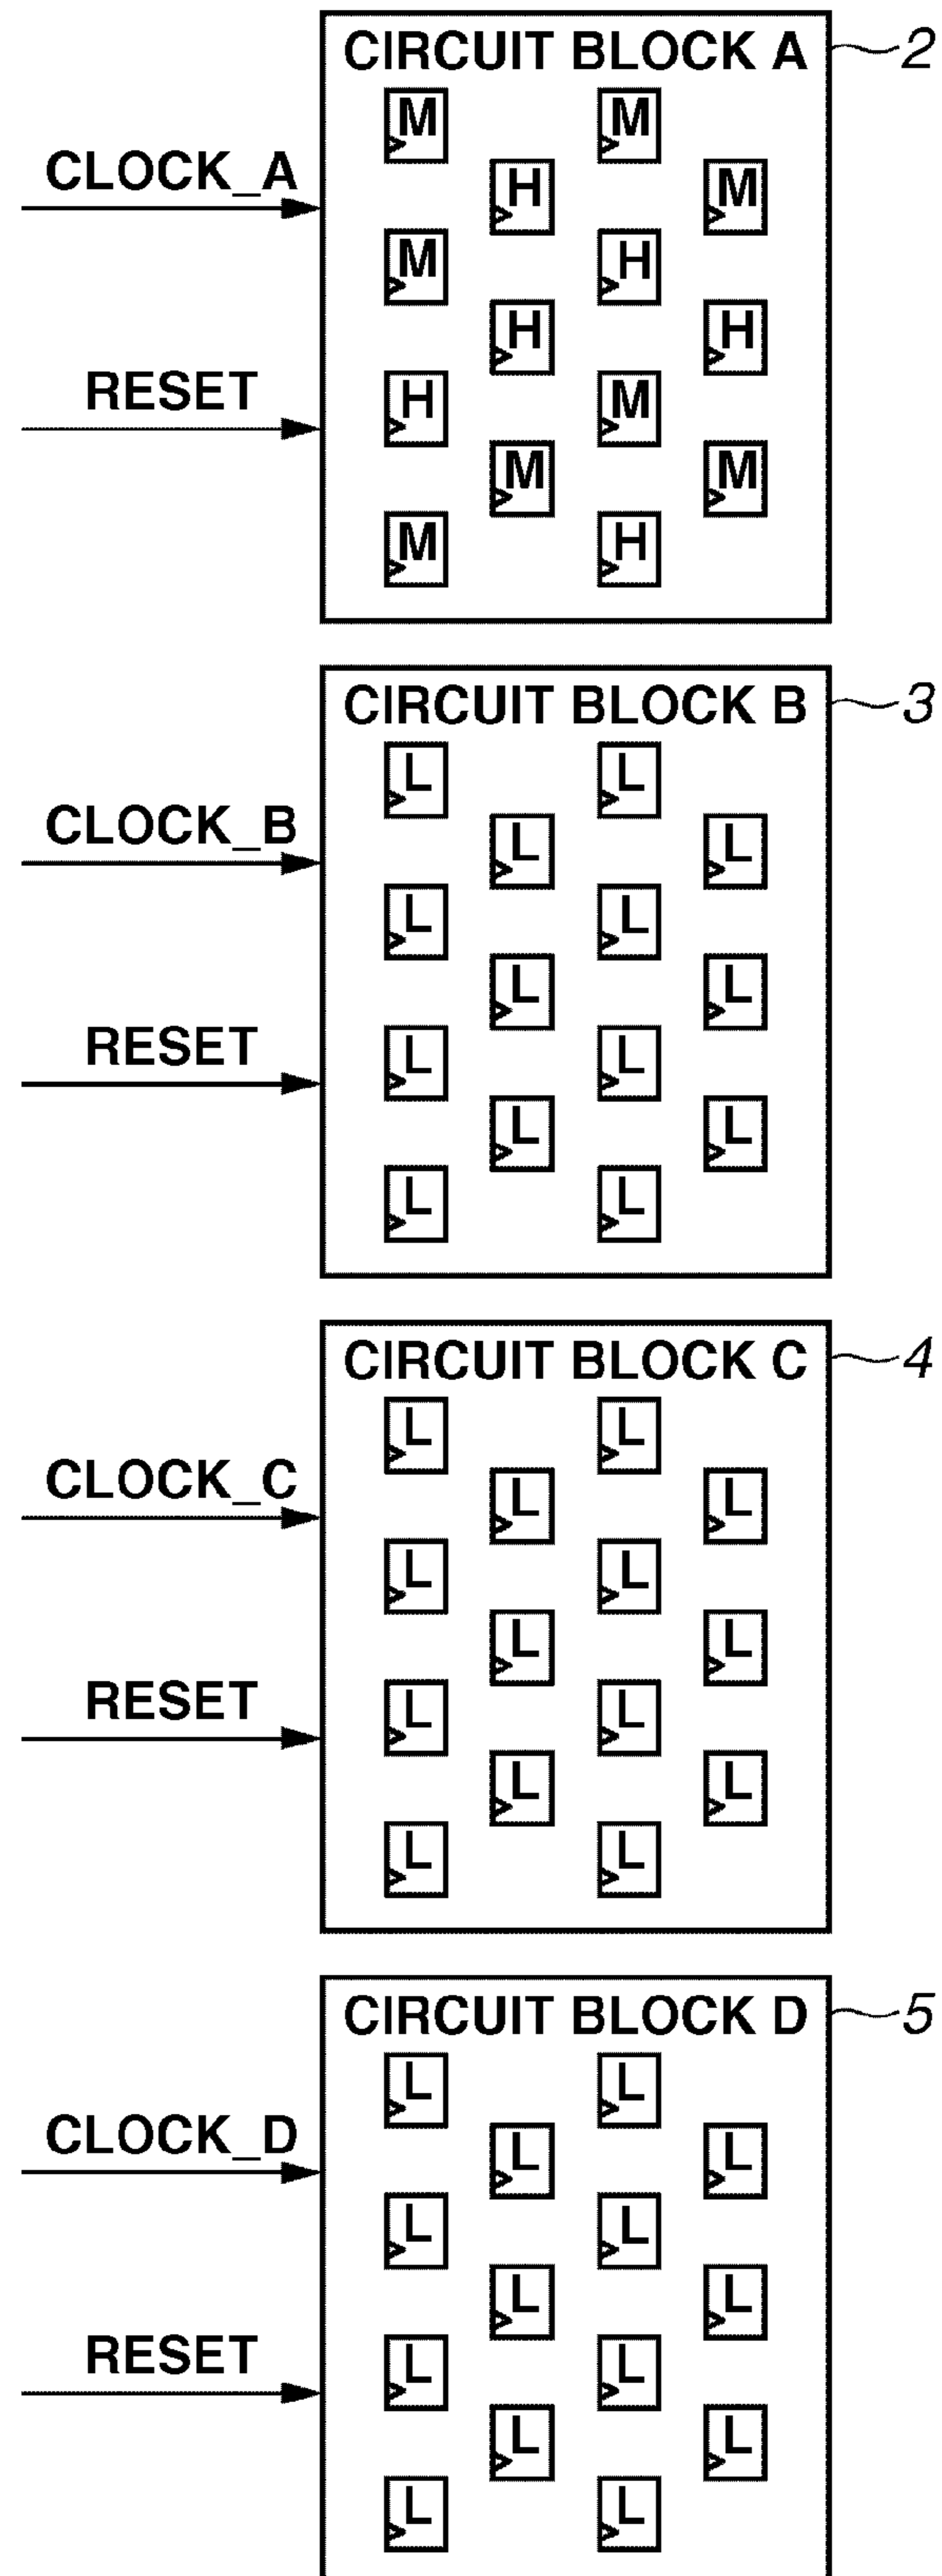 CIRCUIT BLOCK A 2
M M
CLOCK_A H M
M H
H H
RESET H M
M M
M H
CIRCUIT BLOCK B 3
L L
CLOCK_B L L
L L
L L
RESET L L
L L
L L
CIRCUIT BLOCK C 4
L L
CLOCK_C L L
L L
L L
RESET L L
L L
L L
CIRCUIT BLOCK D 5
L L
CLOCK_D L L
L L
L L
RESET L L
L L
L L